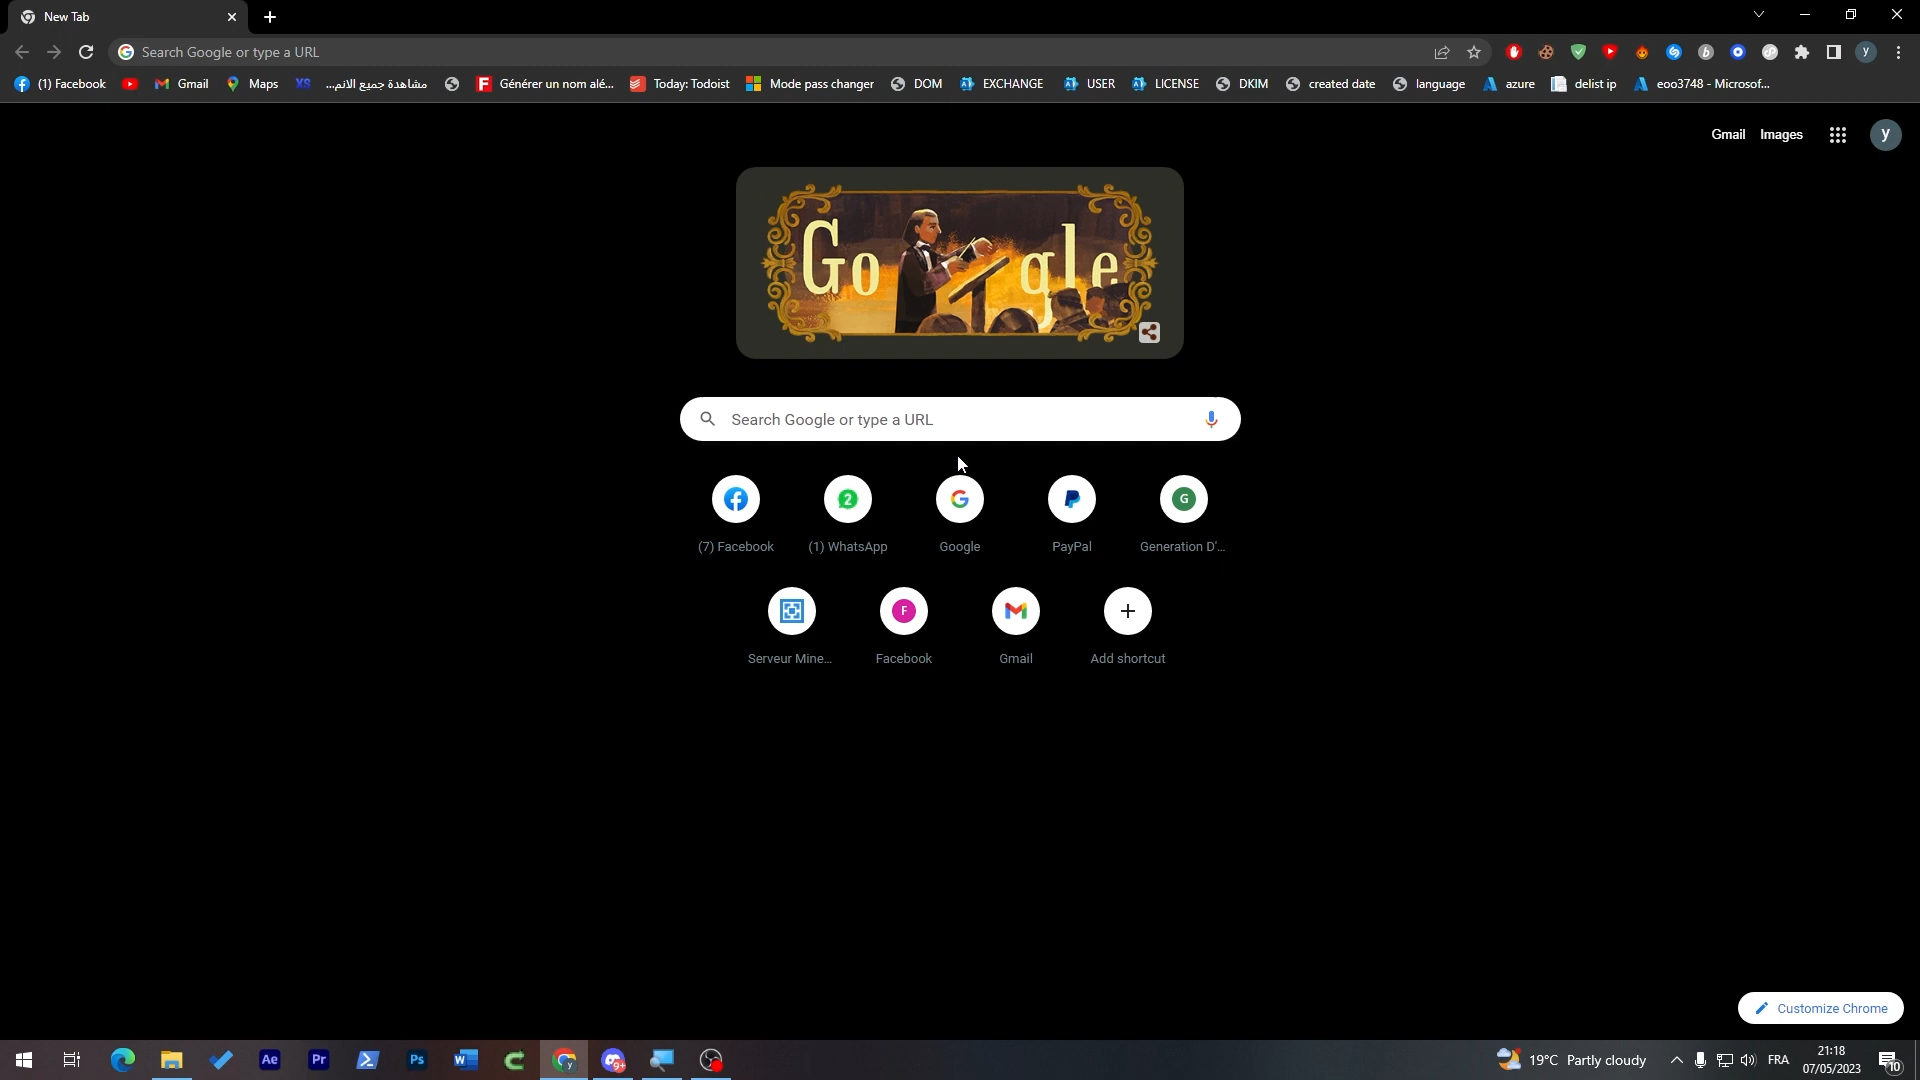 New Tab
Search Google or type a URL
(1) Facebook Gmail Maps مشاهدة جميع الانم... Générer un nom alé... Today: Todoist Mode pass changer DOM EXCHANGE USER LICENSE DKIM created date language azure delist ip eoo3748 - Microsof...
Gmail Images y
Google
Search Google or type a URL
(7) Facebook (1) WhatsApp Google PayPal Generation D'...
Serveur Mine... Facebook Gmail Add shortcut
Customize Chrome
19°C Partly cloudy FRA 21:18
07/05/2023 10